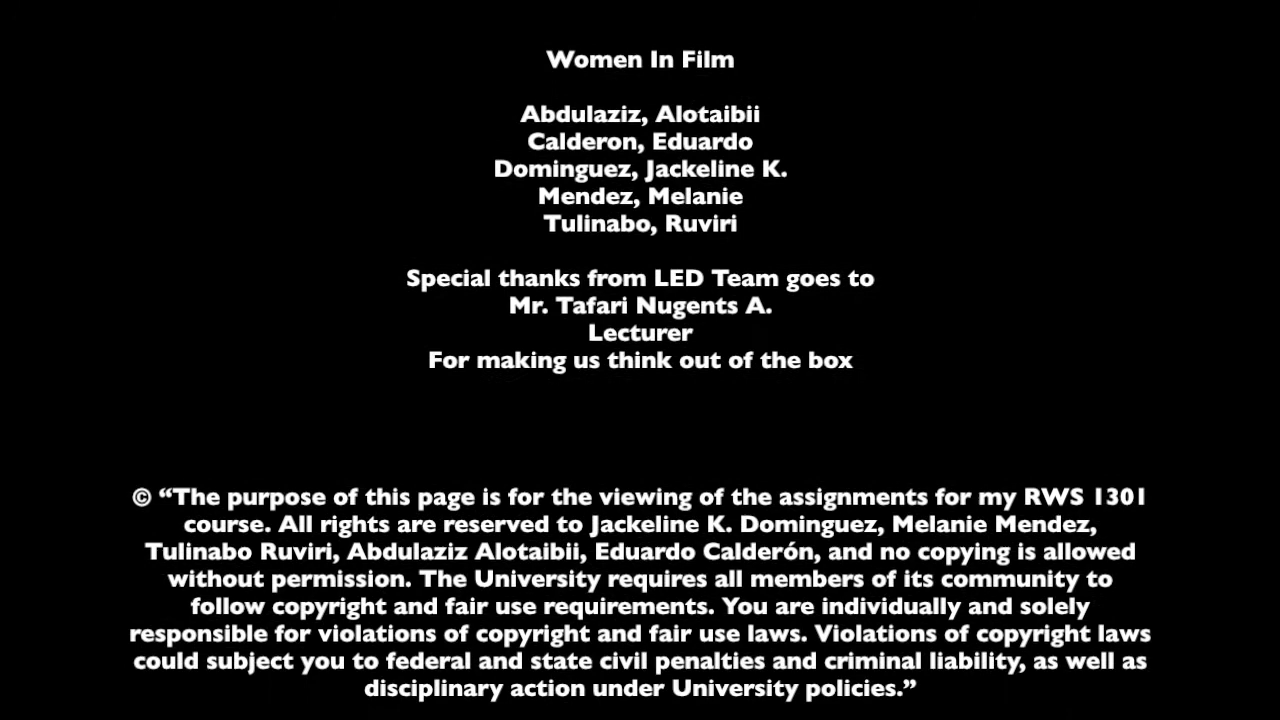 Women In Film
Abdulaziz, Alotaibii
Calderon, Eduardo
Dominguez, Jackeline K.
Mendez, Melanie
Tulinabo, Ruviri
Special thanks from LED Team goes to
Mr. Tafari Nugents A.
Lecturer
For making us think out of the box
© “The purpose of this page is for the viewing of the assignments for my RWS 1301
course. All rights are reserved to Jackeline K. Dominguez, Melanie Mendez,
Tulinabo Ruviri, Abdulaziz Alotaibii, Eduardo Calderón, and no copying is allowed
without permission. The University requires all members of its community to
follow copyright and fair use requirements. You are individually and solely
responsible for violations of copyright and fair use laws. Violations of copyright laws
could subject you to federal and state civil penalties and criminal liability, as well as
disciplinary action under University policies.”